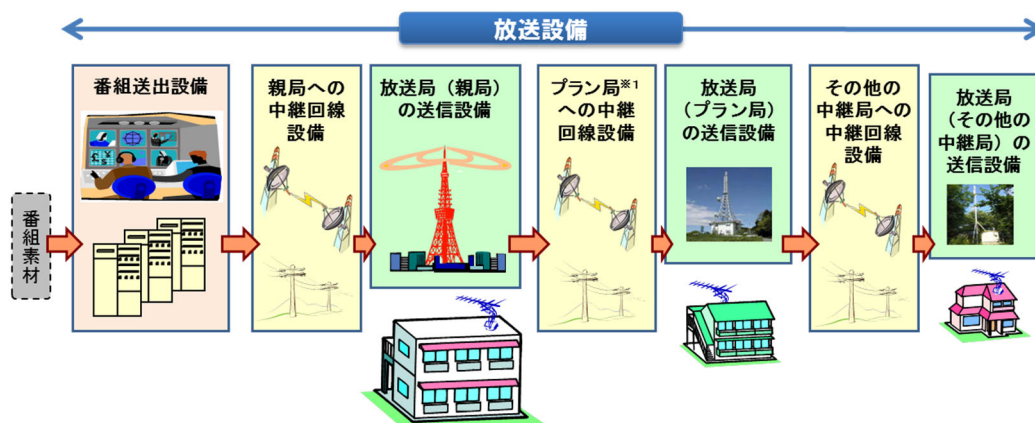 放送設備
番組素材
番組送出設備
親局への
中継回線
設備
放送局（親局）
の送信設備
プラン局※1
への中継
回線設備
放送局
（プラン局）
の送信設備
その他の
中継局への
中継回線
設備
放送局
（その他の
中継局）の
送信設備